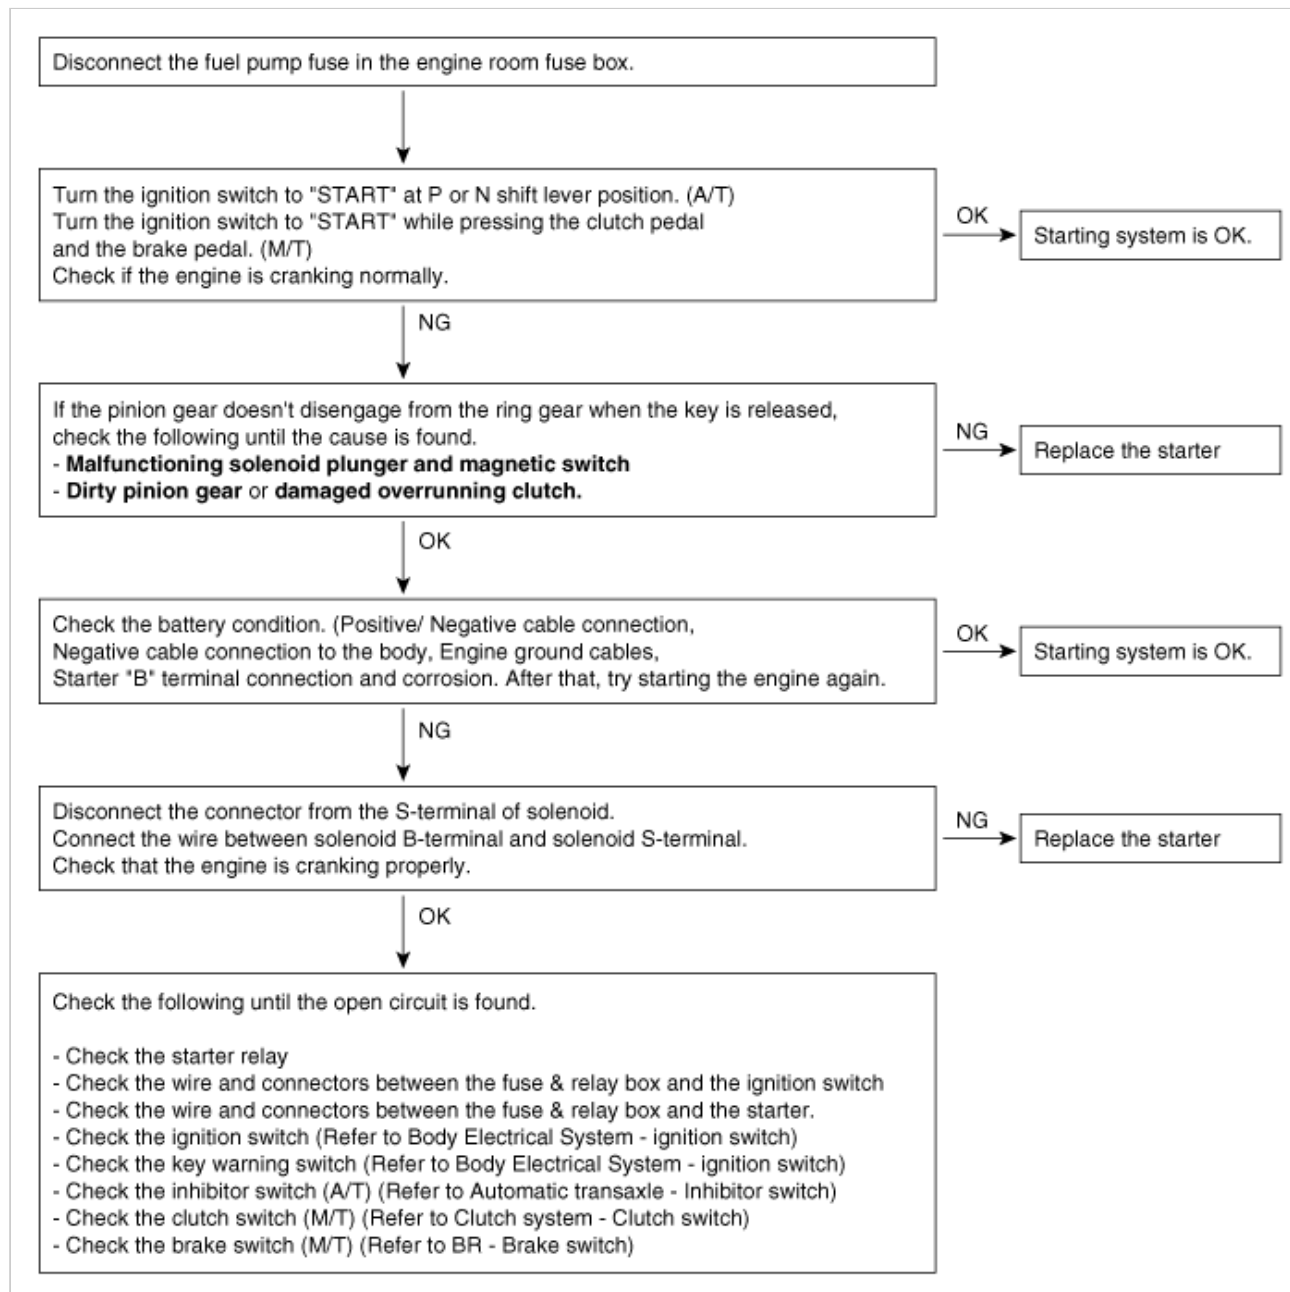 Disconnect the fuel pump fuse in the engine room fuse box.
Turn the ignition switch to "START" at P or N shift lever position. (A/T)
Turn the ignition switch to "START" while pressing the clutch pedal
and the brake pedal. (M/T)
Check if the engine is cranking normally.
OK
Starting system is OK.
NG
If the pinion gear doesn't disengage from the ring gear when the key is released,
check the following until the cause is found.
- Malfunctioning solenoid plunger and magnetic switch
- Dirty pinion gear or damaged overrunning clutch.
NG
Replace the starter
OK
Check the battery condition. (Positive/ Negative cable connection,
Negative cable connection to the body, Engine ground cables,
Starter "B" terminal connection and corrosion. After that, try starting the engine again.
OK
Starting system is OK.
NG
Disconnect the connector from the S-terminal of solenoid.
Connect the wire between solenoid B-terminal and solenoid S-terminal.
Check that the engine is cranking properly.
NG
Replace the starter
OK
Check the following until the open circuit is found.
- Check the starter relay
- Check the wire and connectors between the fuse & relay box and the ignition switch
- Check the wire and connectors between the fuse & relay box and the starter.
- Check the ignition switch (Refer to Body Electrical System - ignition switch)
- Check the key warning switch (Refer to Body Electrical System - ignition switch)
- Check the inhibitor switch (A/T) (Refer to Automatic transaxle - Inhibitor switch)
- Check the clutch switch (M/T) (Refer to Clutch system - Clutch switch)
- Check the brake switch (M/T) (Refer to BR - Brake switch)